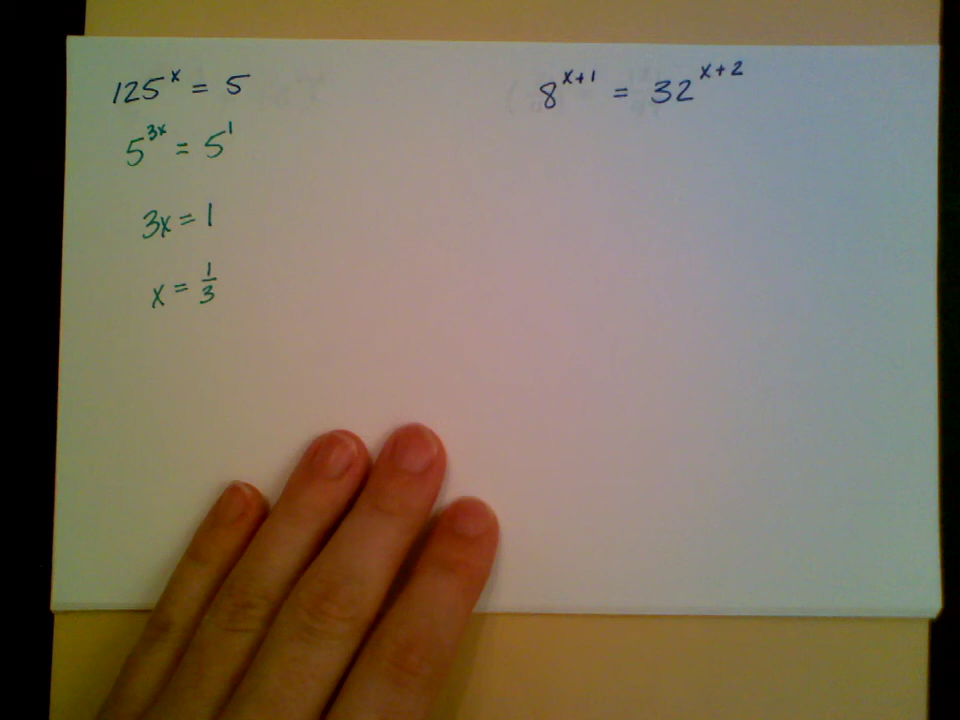 125^x = 5
5^3x = 5^1
3x = 1
x = 1/3
8^x+1 = 32^x+2